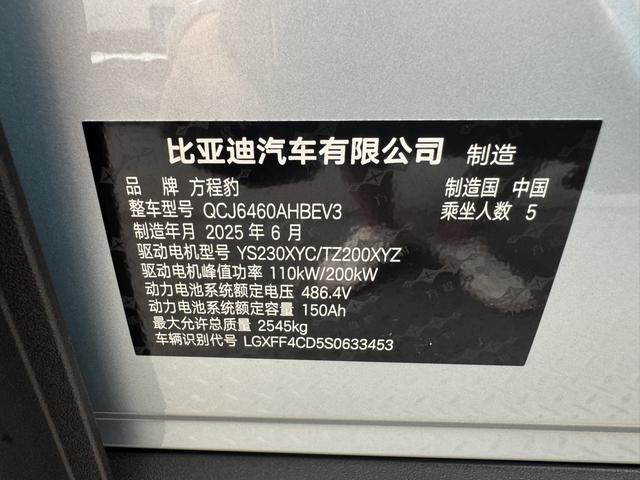 比亚迪汽车有限公司 制造
品 牌 方程豹 制造国 中国
整车型号 QCJ6460AHBEV3 乘坐人数 5
制造年月 2025 年 6 月
驱动电机型号 YS230XYC/TZ200XYZ
驱动电机峰值功率 110kW/200kW
动力电池系统额定电压 486.4V
动力电池系统额定容量 150Ah
最大允许总质量 2545kg
车辆识别代号 LGXFF4CD5S0633453